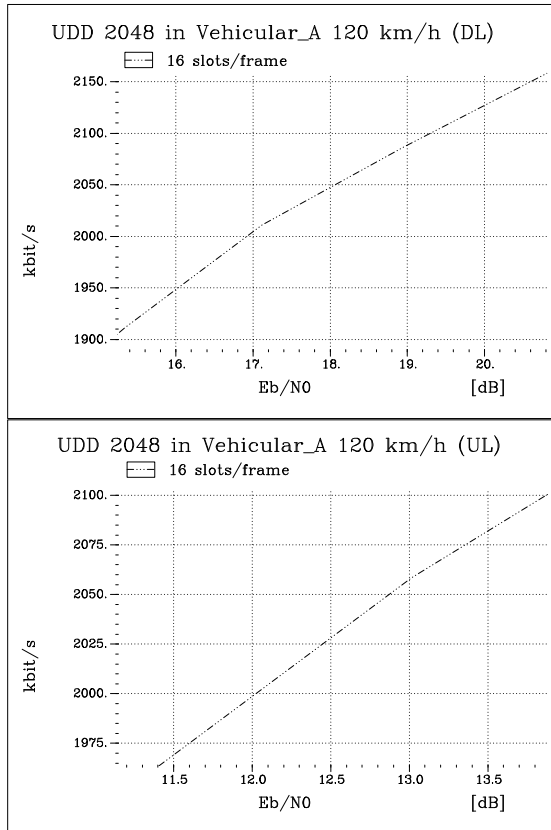 UDD 2048 in Vehicular_A 120 km/h (DL)
16 slots/frame
2150.
2100.
2050.
2000.
1950.
1900.
kbit/s
16. 17. 18. 19. 20.
Eb/N0 [dB]
UDD 2048 in Vehicular_A 120 km/h (UL)
16 slots/frame
2100.
2075.
2050.
2025.
2000.
1975.
kbit/s
11.5 12.0 12.5 13.0 13.5
Eb/N0 [dB]